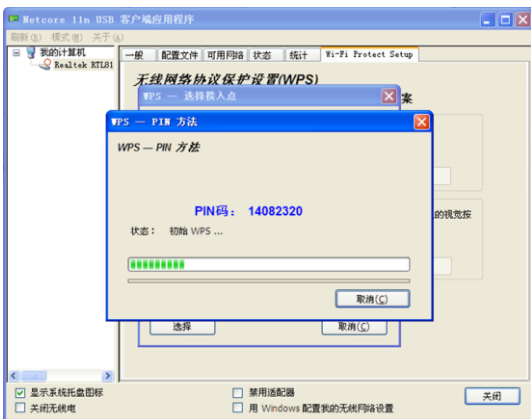 Netcore 11n USB 客户端应用程序
刷新(R) 模式(M) 关于(A)
我的计算机
Realtek RTL81
一般 配置文件 可用网络 状态 统计 Wi-Fi Protect Setup
无线网络协议保护设置(WPS)
WPS — 选择接入点
案
WPS — PIN 方法
WPS — PIN 方法
PIN码： 14082320
的视觉按
状态： 初始 WPS ...
取消(C)
选择 取消(C)
显示系统托盘图标 禁用适配器
关闭无线电 用 Windows 配置我的无线网络设置
关闭